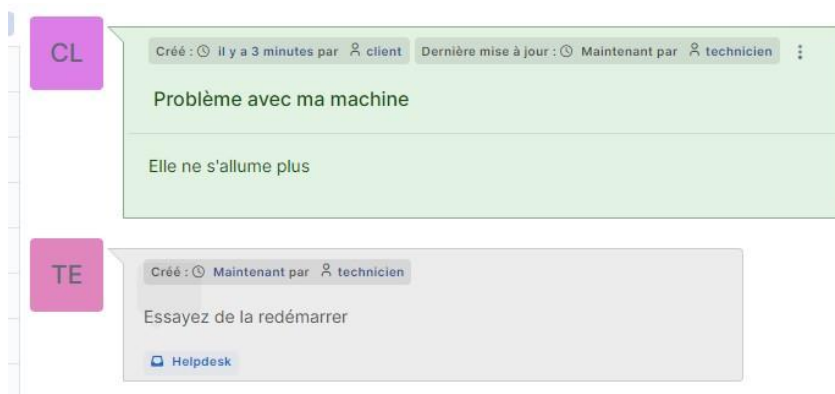 CL
Créé : il y a 3 minutes par client Dernière mise à jour : Maintenant par technicien
Problème avec ma machine
Elle ne s'allume plus
TE
Créé : Maintenant par technicien
Essayez de la redémarrer
Helpdesk